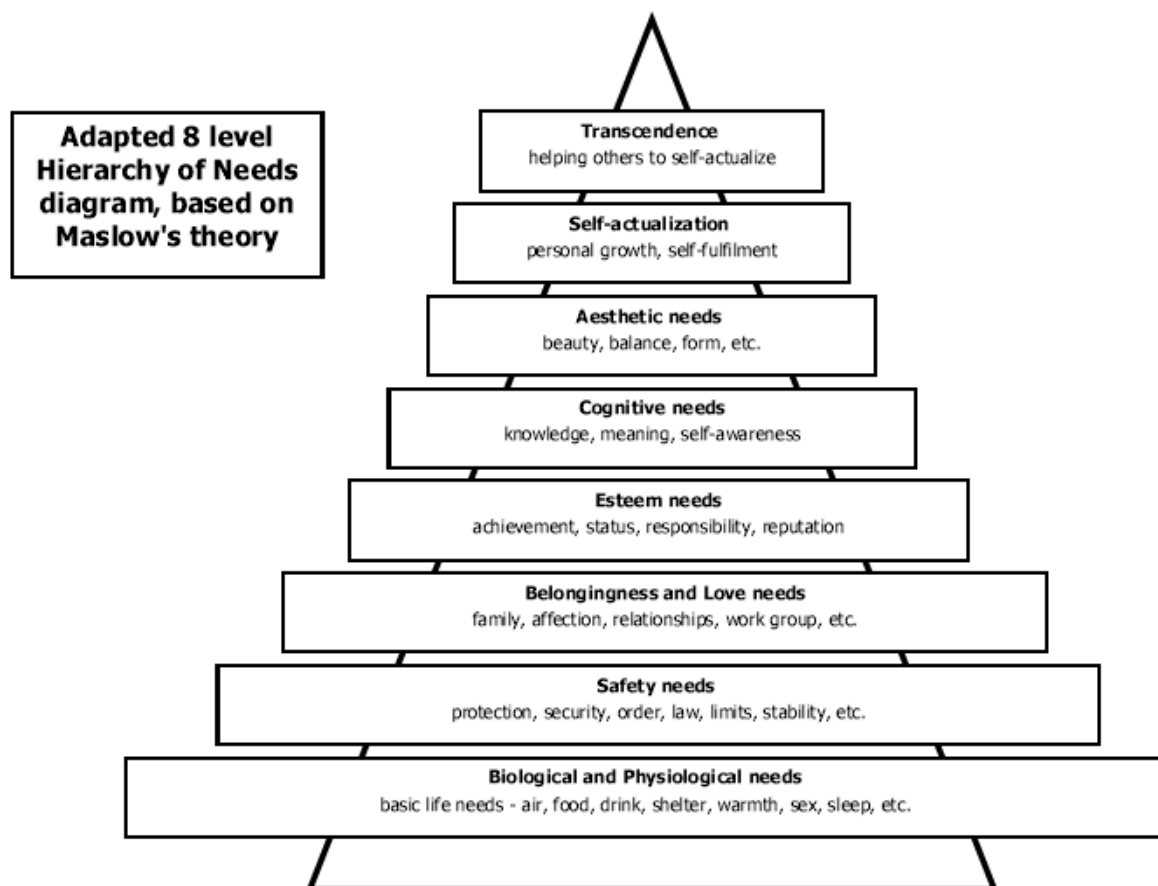 Adapted 8 level
Hierarchy of Needs
diagram, based on
Maslow's theory
Transcendence
helping others to self-actualize
Self-actualization
personal growth, self-fulfilment
Aesthetic needs
beauty, balance, form, etc.
Cognitive needs
knowledge, meaning, self-awareness
Esteem needs
achievement, status, responsibility, reputation
Belongingness and Love needs
family, affection, relationships, work group, etc.
Safety needs
protection, security, order, law, limits, stability, etc.
Biological and Physiological needs
basic life needs - air, food, drink, shelter, warmth, sex, sleep, etc.